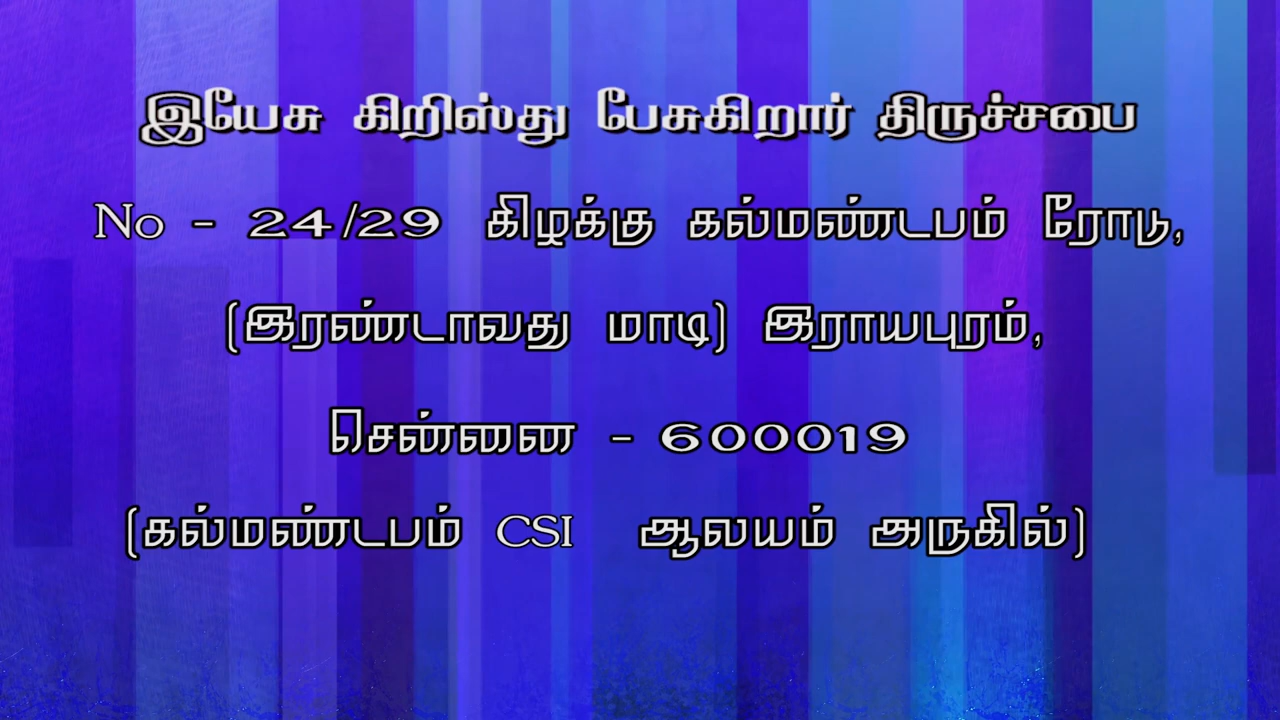 இயேசு கிறிஸ்து பேசுகிறார் திருச்சபை
No - 24/29 கிழக்கு கல்மண்டபம் ரோடு,
(இரண்டாவது மாடி) இராயபுரம்,
சென்னை - 600019
(கல்மண்டபம் CSI ஆலயம் அருகில்)